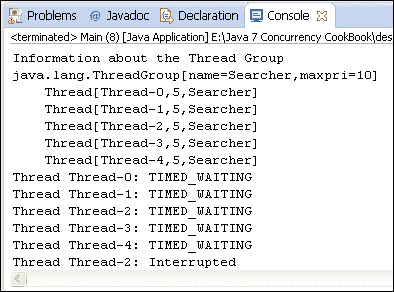 Problems @ Javadoc Declaration Console
<terminated> Main (8) [Java Application] E:\Java 7 Concurrency CookBook\des
Information about the Thread Group
java.lang.ThreadGroup[name=Searcher,maxpri=10]
    Thread[Thread-0,5,Searcher]
    Thread[Thread-1,5,Searcher]
    Thread[Thread-2,5,Searcher]
    Thread[Thread-3,5,Searcher]
    Thread[Thread-4,5,Searcher]
Thread Thread-0: TIMED_WAITING
Thread Thread-1: TIMED_WAITING
Thread Thread-2: TIMED_WAITING
Thread Thread-3: TIMED_WAITING
Thread Thread-4: TIMED_WAITING
Thread Thread-2: Interrupted